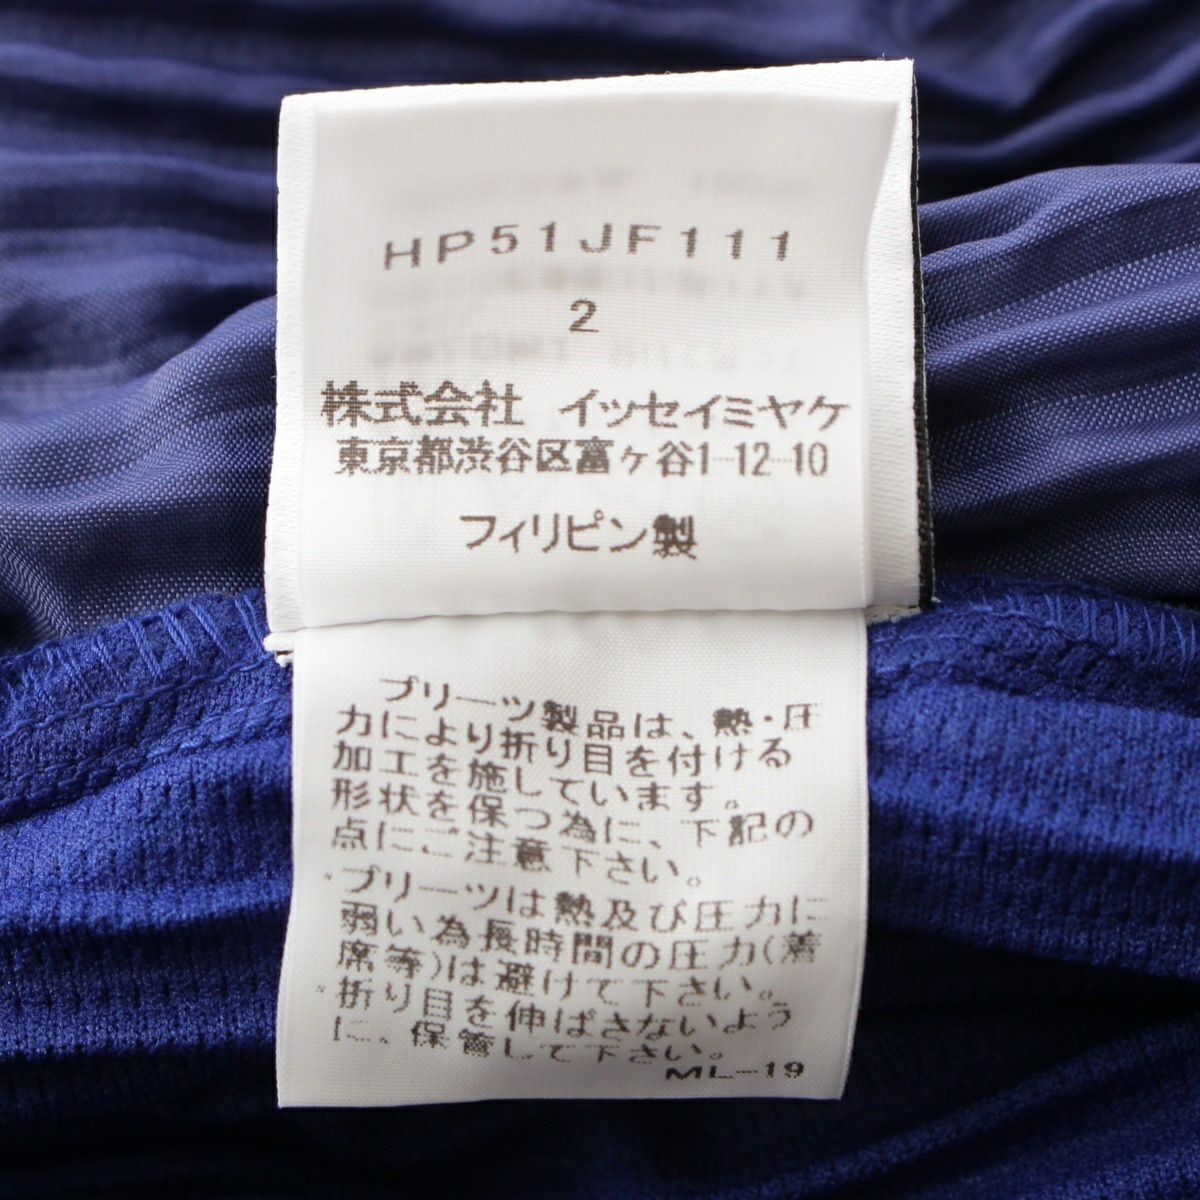 HP51JF111
2
株式会社 イッセイミヤケ
東京都渋谷区富ヶ谷1-12-10
フィリピン製
プリーツ製品は、熱・圧
力により折り目を付ける
加工を施しています。
形状を保つ為に、下記の
点にご注意下さい。
・プリーツは熱及び圧力に
弱い為長時間の圧力(着
席等)は避けて下さい。
・折り目を伸ばさないよう
に、保管して下さい。
ML-19